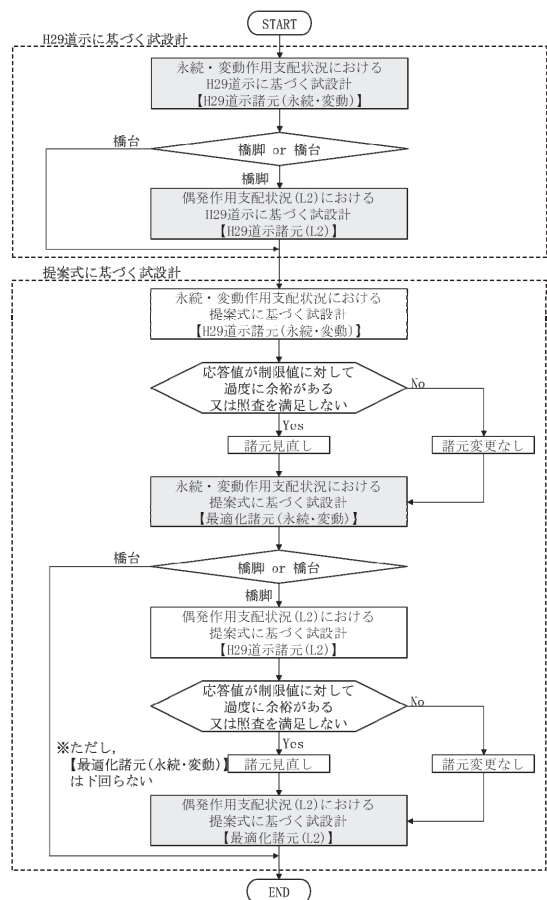 START
H29道示に基づく試設計
永続・変動作用支配状況における
H29道示に基づく試設計
【H29道示諸元(永続・変動)】
橋台
橋脚 or 橋台
橋脚
偶発作用支配状況(L2)における
H29道示に基づく試設計
【H29道示諸元(L2)】
提案式に基づく試設計
永続・変動作用支配状況における
提案式に基づく試設計
【H29道示諸元(永続・変動)】
応答値が制限値に対して
過度に余裕がある
又は照査を満足しない
No
Yes
諸元見直し
諸元変更なし
永続・変動作用支配状況における
提案式に基づく試設計
【最適化諸元(永続・変動)】
橋台
橋脚 or 橋台
橋脚
偶発作用支配状況(L2)における
提案式に基づく試設計
【H29道示諸元(L2)】
応答値が制限値に対して
過度に余裕がある
又は照査を満足しない
No
Yes
※ただし,
【最適化諸元(永続・変動)】
は下回らない
諸元見直し
諸元変更なし
偶発作用支配状況(L2)における
提案式に基づく試設計
【最適化諸元(L2)】
END